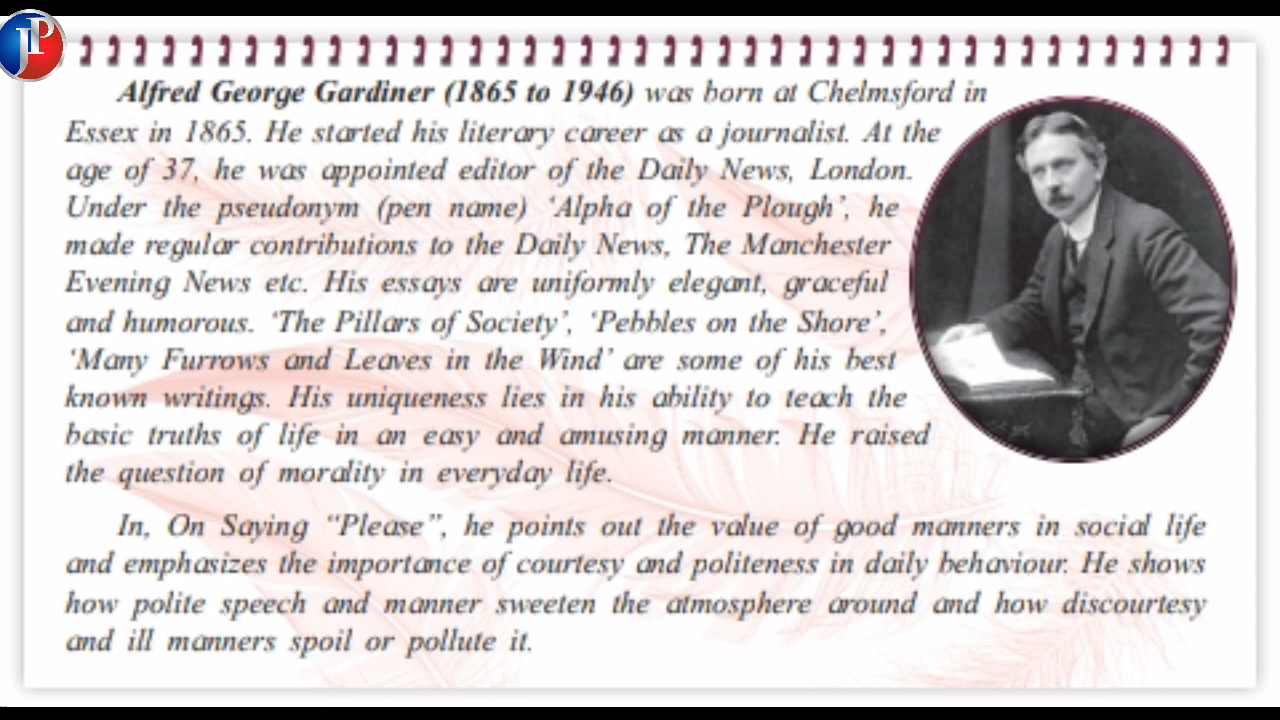 JP
Alfred George Gardiner (1865 to 1946) was born at Chelmsford in
Essex in 1865. He started his literary career as a journalist. At the
age of 37, he was appointed editor of the Daily News, London.
Under the pseudonym (pen name) ‘Alpha of the Plough’, he
made regular contributions to the Daily News, The Manchester
Evening News etc. His essays are uniformly elegant, graceful
and humorous. ‘The Pillars of Society’, ‘Pebbles on the Shore’,
‘Many Furrows and Leaves in the Wind’ are some of his best
known writings. His uniqueness lies in his ability to teach the
basic truths of life in an easy and amusing manner. He raised
the question of morality in everyday life.
In, On Saying “Please”, he points out the value of good manners in social life
and emphasizes the importance of courtesy and politeness in daily behaviour. He shows
how polite speech and manner sweeten the atmosphere around and how discourtesy
and ill manners spoil or pollute it.